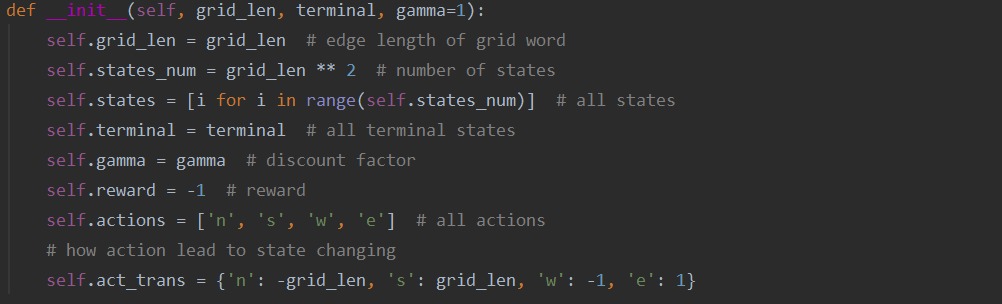 def __init__(self, grid_len, terminal, gamma=1):
    self.grid_len = grid_len  # edge length of grid word
    self.states_num = grid_len ** 2  # number of states
    self.states = [i for i in range(self.states_num)]  # all states
    self.terminal = terminal  # all terminal states
    self.gamma = gamma  # discount factor
    self.reward = -1  # reward
    self.actions = ['n', 's', 'w', 'e']  # all actions
    # how action lead to state changing
    self.act_trans = {'n': -grid_len, 's': grid_len, 'w': -1, 'e': 1}